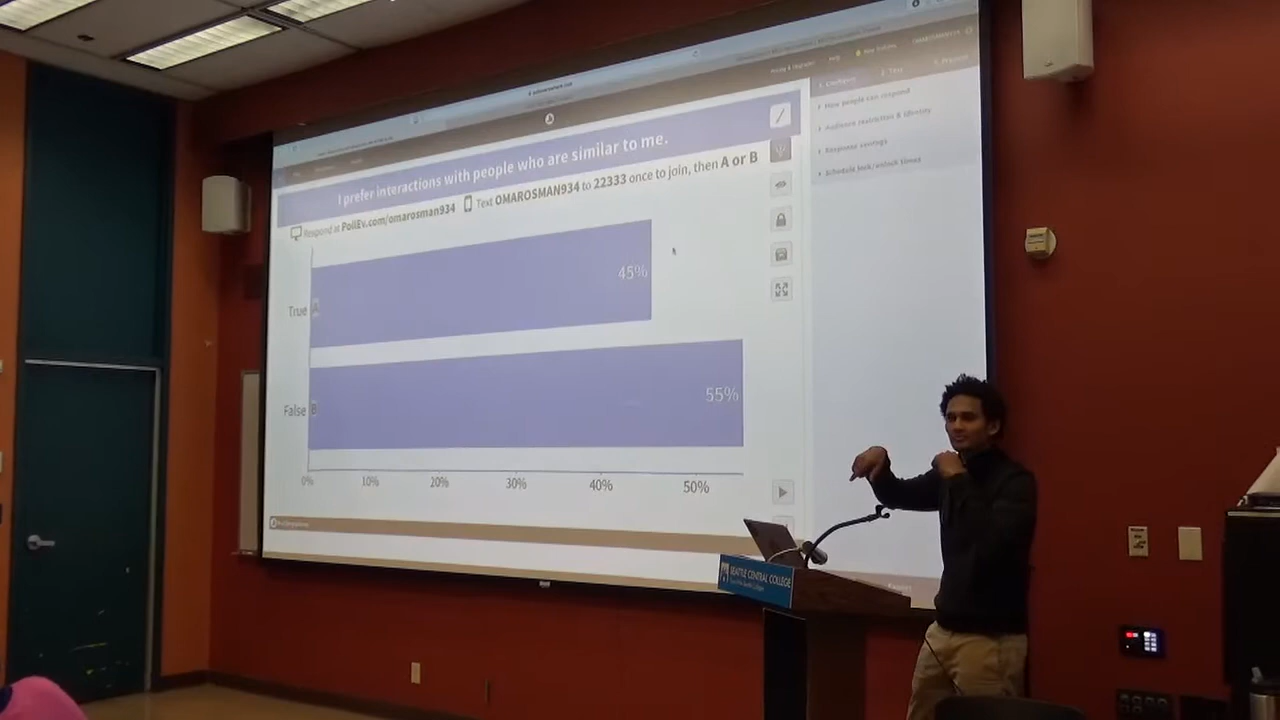 I prefer interactions with people who are similar to me.
Respond at PollEv.com/omarosman934 Text OMAROSMAN934 to 22333 once to join, then A or B
True A 45%
False B 55%
0% 10% 20% 30% 40% 50%
How people can respond
Audience restriction & identity
Response settings
Schedule lock/unlock times
SEATTLE CENTRAL COLLEGE